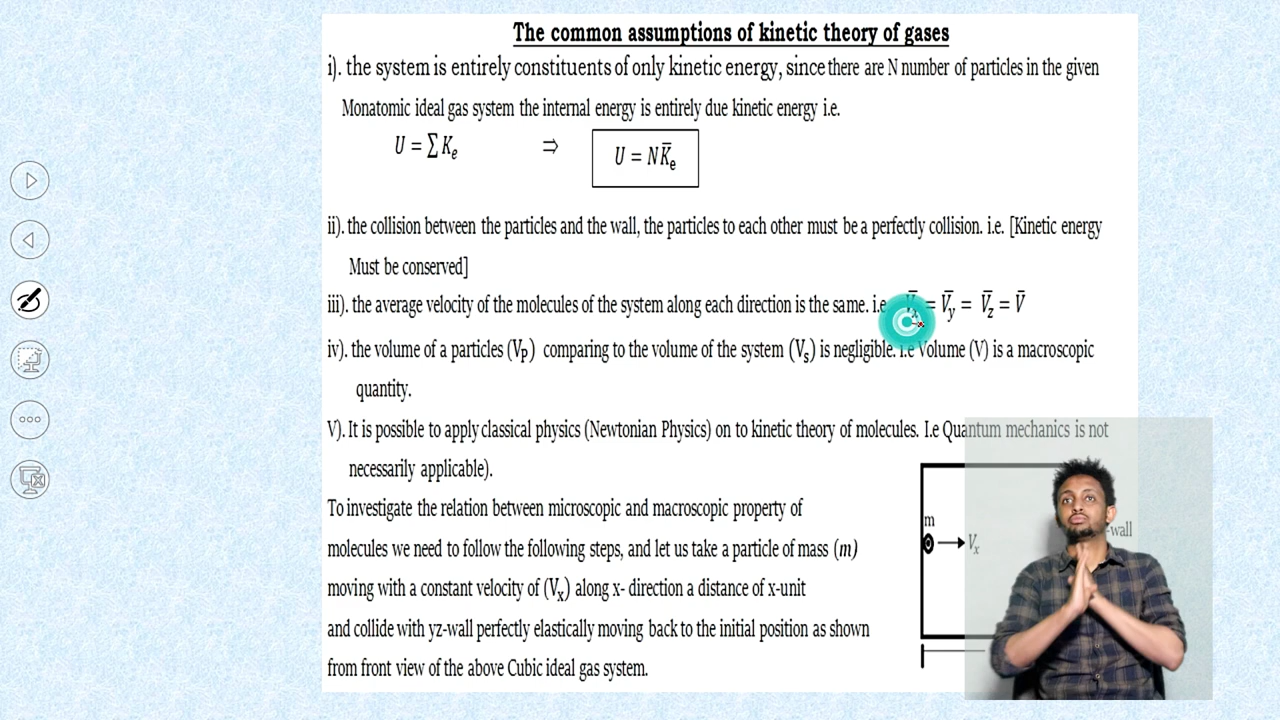 The common assumptions of kinetic theory of gases
i). the system is entirely constituents of only kinetic energy, since there are N number of particles in the given
Monatomic ideal gas system the internal energy is entirely due kinetic energy i.e.
U = ∑ Kₑ ⇒ U = NK̄ₑ
ii). the collision between the particles and the wall, the particles to each other must be a perfectly collision. i.e. [Kinetic energy
Must be conserved]
iii). the average velocity of the molecules of the system along each direction is the same. i.e V̄ₓ = V̄_y = V̄_z = V̄
iv). the volume of a particles (V_P) comparing to the volume of the system (Vₛ) is negligible. i.e Volume (V) is a macroscopic
quantity.
V). It is possible to apply classical physics (Newtonian Physics) on to kinetic theory of molecules. I.e Quantum mechanics is not
necessarily applicable).
To investigate the relation between microscopic and macroscopic property of
molecules we need to follow the following steps, and let us take a particle of mass (m)
moving with a constant velocity of (Vₓ) along x- direction a distance of x-unit
and collide with yz-wall perfectly elastically moving back to the initial position as shown
from front view of the above Cubic ideal gas system.
m
Vₓ
-wall